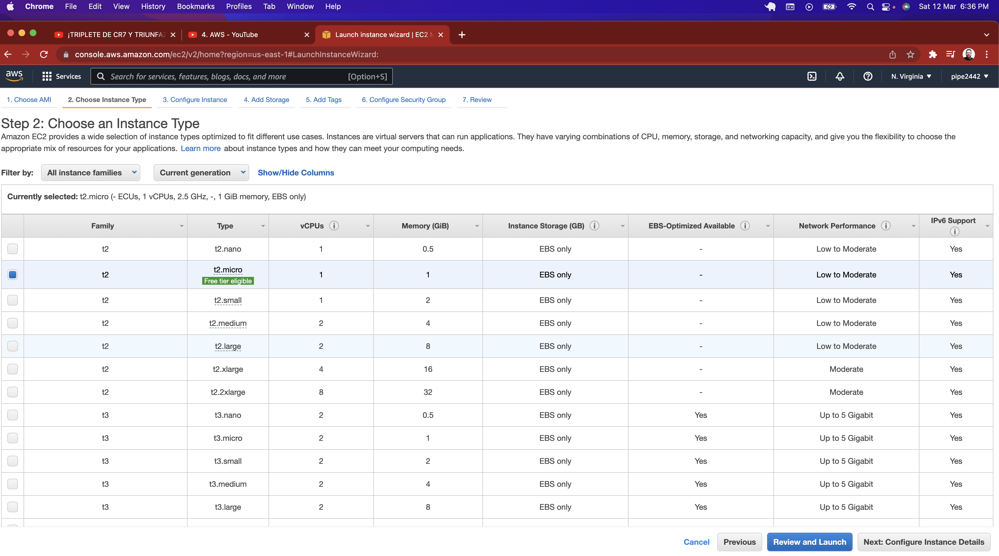 Chrome File Edit View History Bookmarks Profiles Tab Window Help Sat 12 Mar 6:36 PM
¡TRIPLETE DE CR7 Y TRIUNFAZ 4. AWS - YouTube Launch instance wizard | EC2 M
console.aws.amazon.com/ec2/v2/home?region=us-east-1#LaunchInstanceWizard:
aws Services Search for services, features, blogs, docs, and more [Option+S] N. Virginia pipe2442
1. Choose AMI 2. Choose Instance Type 3. Configure Instance 4. Add Storage 5. Add Tags 6. Configure Security Group 7. Review
Step 2: Choose an Instance Type
Amazon EC2 provides a wide selection of instance types optimized to fit different use cases. Instances are virtual servers that can run applications. They have varying combinations of CPU, memory, storage, and networking capacity, and give you the flexibility to choose the
appropriate mix of resources for your applications. Learn more about instance types and how they can meet your computing needs.
Filter by: All instance families Current generation Show/Hide Columns
Currently selected: t2.micro (- ECUs, 1 vCPUs, 2.5 GHz, -, 1 GiB memory, EBS only)
Family Type vCPUs Memory (GiB) Instance Storage (GB) EBS-Optimized Available Network Performance IPv6 Support
t2 t2.nano 1 0.5 EBS only - Low to Moderate Yes
t2 t2.micro 1 1 EBS only - Low to Moderate Yes
Free tier eligible
t2 t2.small 1 2 EBS only - Low to Moderate Yes
t2 t2.medium 2 4 EBS only - Low to Moderate Yes
t2 t2.large 2 8 EBS only - Low to Moderate Yes
t2 t2.xlarge 4 16 EBS only - Moderate Yes
t2 t2.2xlarge 8 32 EBS only - Moderate Yes
t3 t3.nano 2 0.5 EBS only Yes Up to 5 Gigabit Yes
t3 t3.micro 2 1 EBS only Yes Up to 5 Gigabit Yes
t3 t3.small 2 2 EBS only Yes Up to 5 Gigabit Yes
t3 t3.medium 2 4 EBS only Yes Up to 5 Gigabit Yes
t3 t3.large 2 8 EBS only Yes Up to 5 Gigabit Yes
Cancel Previous Review and Launch Next: Configure Instance Details